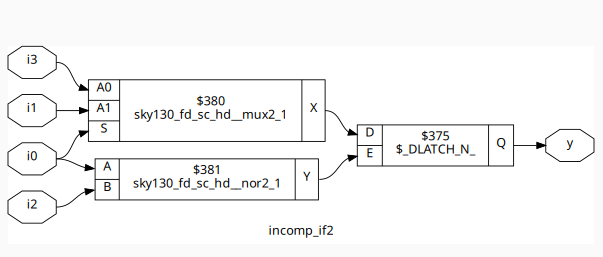 i3
i1
i0
i2
A0
A1
S
$380
sky130_fd_sc_hd__mux2_1
X
A
B
$381
sky130_fd_sc_hd__nor2_1
Y
D
E
$375
$_DLATCH_N_
Q
y
incomp_if2